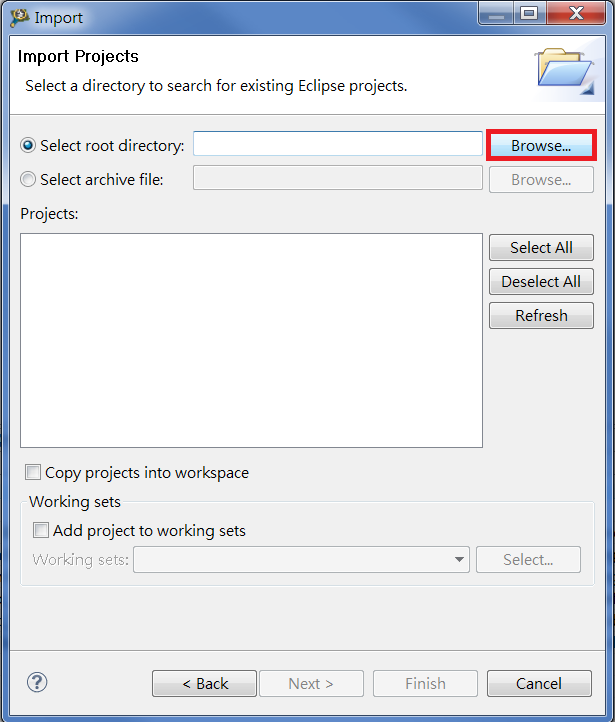 Import
Import Projects
Select a directory to search for existing Eclipse projects.
Select root directory:
Browse...
Select archive file:
Browse...
Projects:
Select All
Deselect All
Refresh
Copy projects into workspace
Working sets
Add project to working sets
Working sets:
Select...
?
< Back
Next >
Finish
Cancel